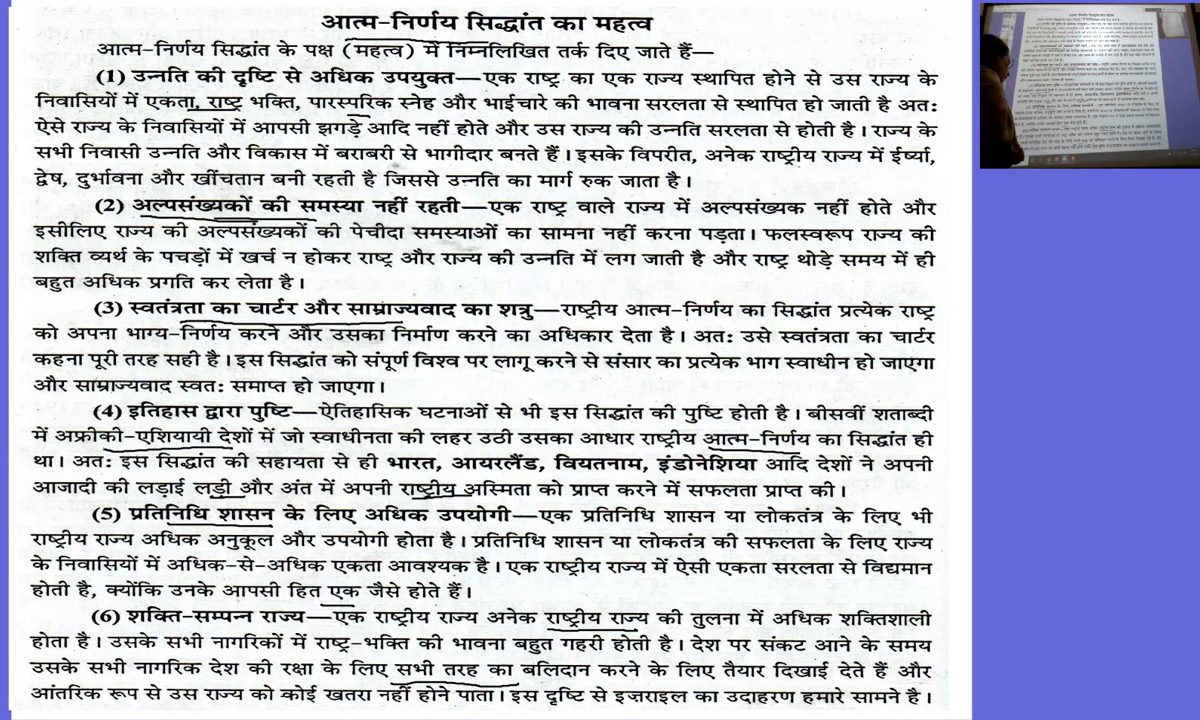 आत्म-निर्णय सिद्धांत का महत्व
आत्म-निर्णय सिद्धांत के पक्ष (महत्व) में निम्नलिखित तर्क दिए जाते हैं—
(1) उन्नति की दृष्टि से अधिक उपयुक्त—एक राष्ट्र का एक राज्य स्थापित होने से उस राज्य के
निवासियों में एकता, राष्ट्र भक्ति, पारस्परिक स्नेह और भाईचारे की भावना सरलता से स्थापित हो जाती है अतः
ऐसे राज्य के निवासियों में आपसी झगड़े आदि नहीं होते और उस राज्य की उन्नति सरलता से होती है। राज्य के
सभी निवासी उन्नति और विकास में बराबरी से भागीदार बनते हैं। इसके विपरीत, अनेक राष्ट्रीय राज्य में ईर्ष्या,
द्वेष, दुर्भावना और खींचतान बनी रहती है जिससे उन्नति का मार्ग रुक जाता है।
(2) अल्पसंख्यकों की समस्या नहीं रहती—एक राष्ट्र वाले राज्य में अल्पसंख्यक नहीं होते और
इसीलिए राज्य की अल्पसंख्यकों की पेचीदा समस्याओं का सामना नहीं करना पड़ता। फलस्वरूप राज्य की
शक्ति व्यर्थ के पचड़ों में खर्च न होकर राष्ट्र और राज्य की उन्नति में लग जाती है और राष्ट्र थोड़े समय में ही
बहुत अधिक प्रगति कर लेता है।
(3) स्वतंत्रता का चार्टर और साम्राज्यवाद का शत्रु—राष्ट्रीय आत्म-निर्णय का सिद्धांत प्रत्येक राष्ट्र
को अपना भाग्य-निर्णय करने और उसका निर्माण करने का अधिकार देता है। अतः उसे स्वतंत्रता का चार्टर
कहना पूरी तरह सही है। इस सिद्धांत को संपूर्ण विश्व पर लागू करने से संसार का प्रत्येक भाग स्वाधीन हो जाएगा
और साम्राज्यवाद स्वतः समाप्त हो जाएगा।
(4) इतिहास द्वारा पुष्टि—ऐतिहासिक घटनाओं से भी इस सिद्धांत की पुष्टि होती है। बीसवीं शताब्दी
में अफ्रीकी-एशियायी देशों में जो स्वाधीनता की लहर उठी उसका आधार राष्ट्रीय आत्म-निर्णय का सिद्धांत ही
था। अतः इस सिद्धांत की सहायता से ही भारत, आयरलैंड, वियतनाम, इंडोनेशिया आदि देशों ने अपनी
आजादी की लड़ाई लड़ी और अंत में अपनी राष्ट्रीय अस्मिता को प्राप्त करने में सफलता प्राप्त की।
(5) प्रतिनिधि शासन के लिए अधिक उपयोगी—एक प्रतिनिधि शासन या लोकतंत्र के लिए भी
राष्ट्रीय राज्य अधिक अनुकूल और उपयोगी होता है। प्रतिनिधि शासन या लोकतंत्र की सफलता के लिए राज्य
के निवासियों में अधिक-से-अधिक एकता आवश्यक है। एक राष्ट्रीय राज्य में ऐसी एकता सरलता से विद्यमान
होती है, क्योंकि उनके आपसी हित एक जैसे होते हैं।
(6) शक्ति-सम्पन्न राज्य—एक राष्ट्रीय राज्य अनेक राष्ट्रीय राज्य की तुलना में अधिक शक्तिशाली
होता है। उसके सभी नागरिकों में राष्ट्र-भक्ति की भावना बहुत गहरी होती है। देश पर संकट आने के समय
उसके सभी नागरिक देश की रक्षा के लिए सभी तरह का बलिदान करने के लिए तैयार दिखाई देते हैं और
आंतरिक रूप से उस राज्य को कोई खतरा नहीं होने पाता। इस दृष्टि से इज़राइल का उदाहरण हमारे सामने है।